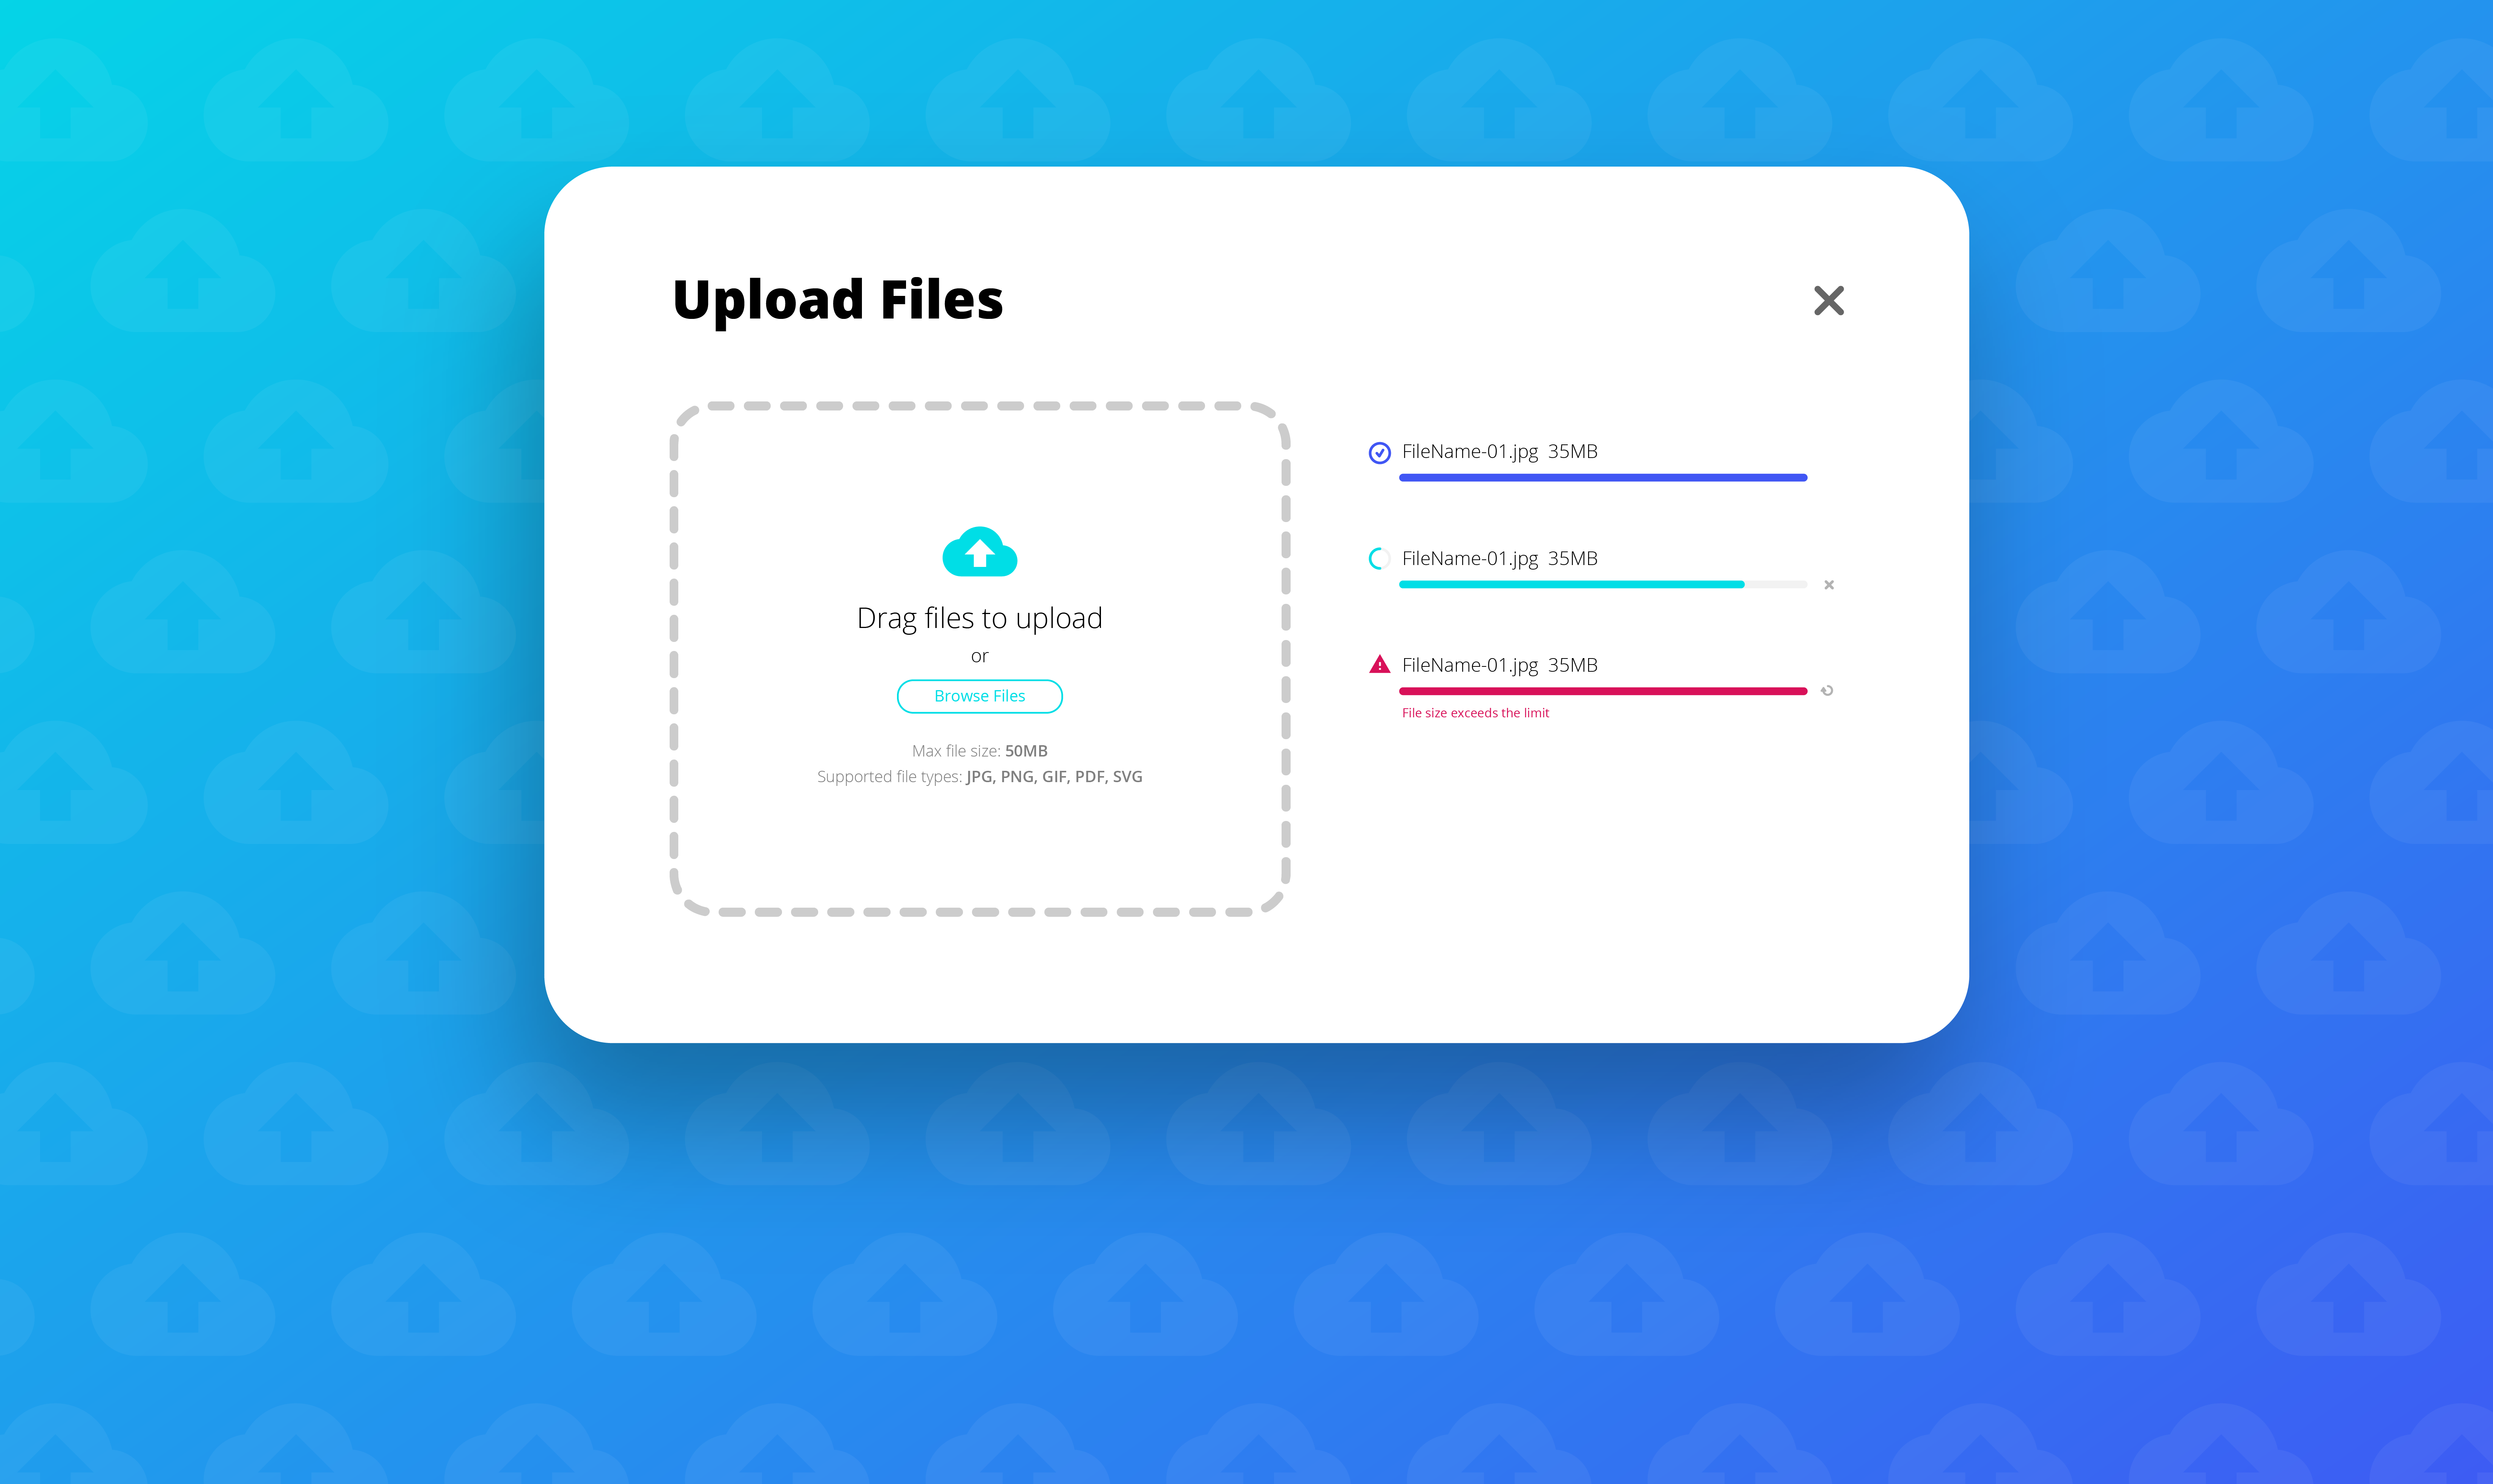 Upload Files
Drag files to upload
or
Browse Files
Max file size: 50MB
Supported file types: JPG, PNG, GIF, PDF, SVG
FileName-01.jpg 35MB
FileName-01.jpg 35MB
FileName-01.jpg 35MB
File size exceeds the limit